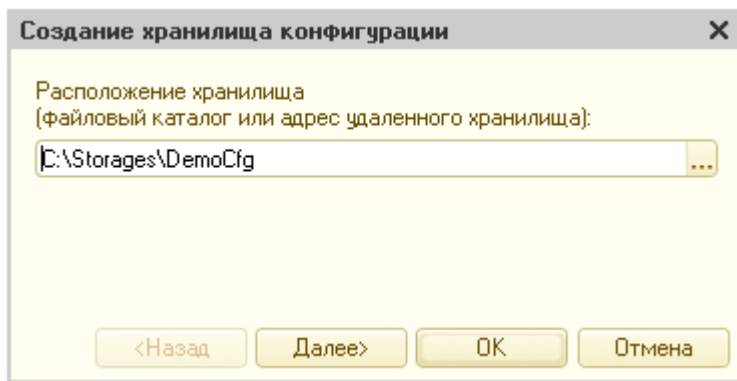 Создание хранилища конфигурации
Расположение хранилища
(файловый каталог или адрес удаленного хранилища):
C:\Storages\DemoCfg ...
<Назад Далее> OK Отмена